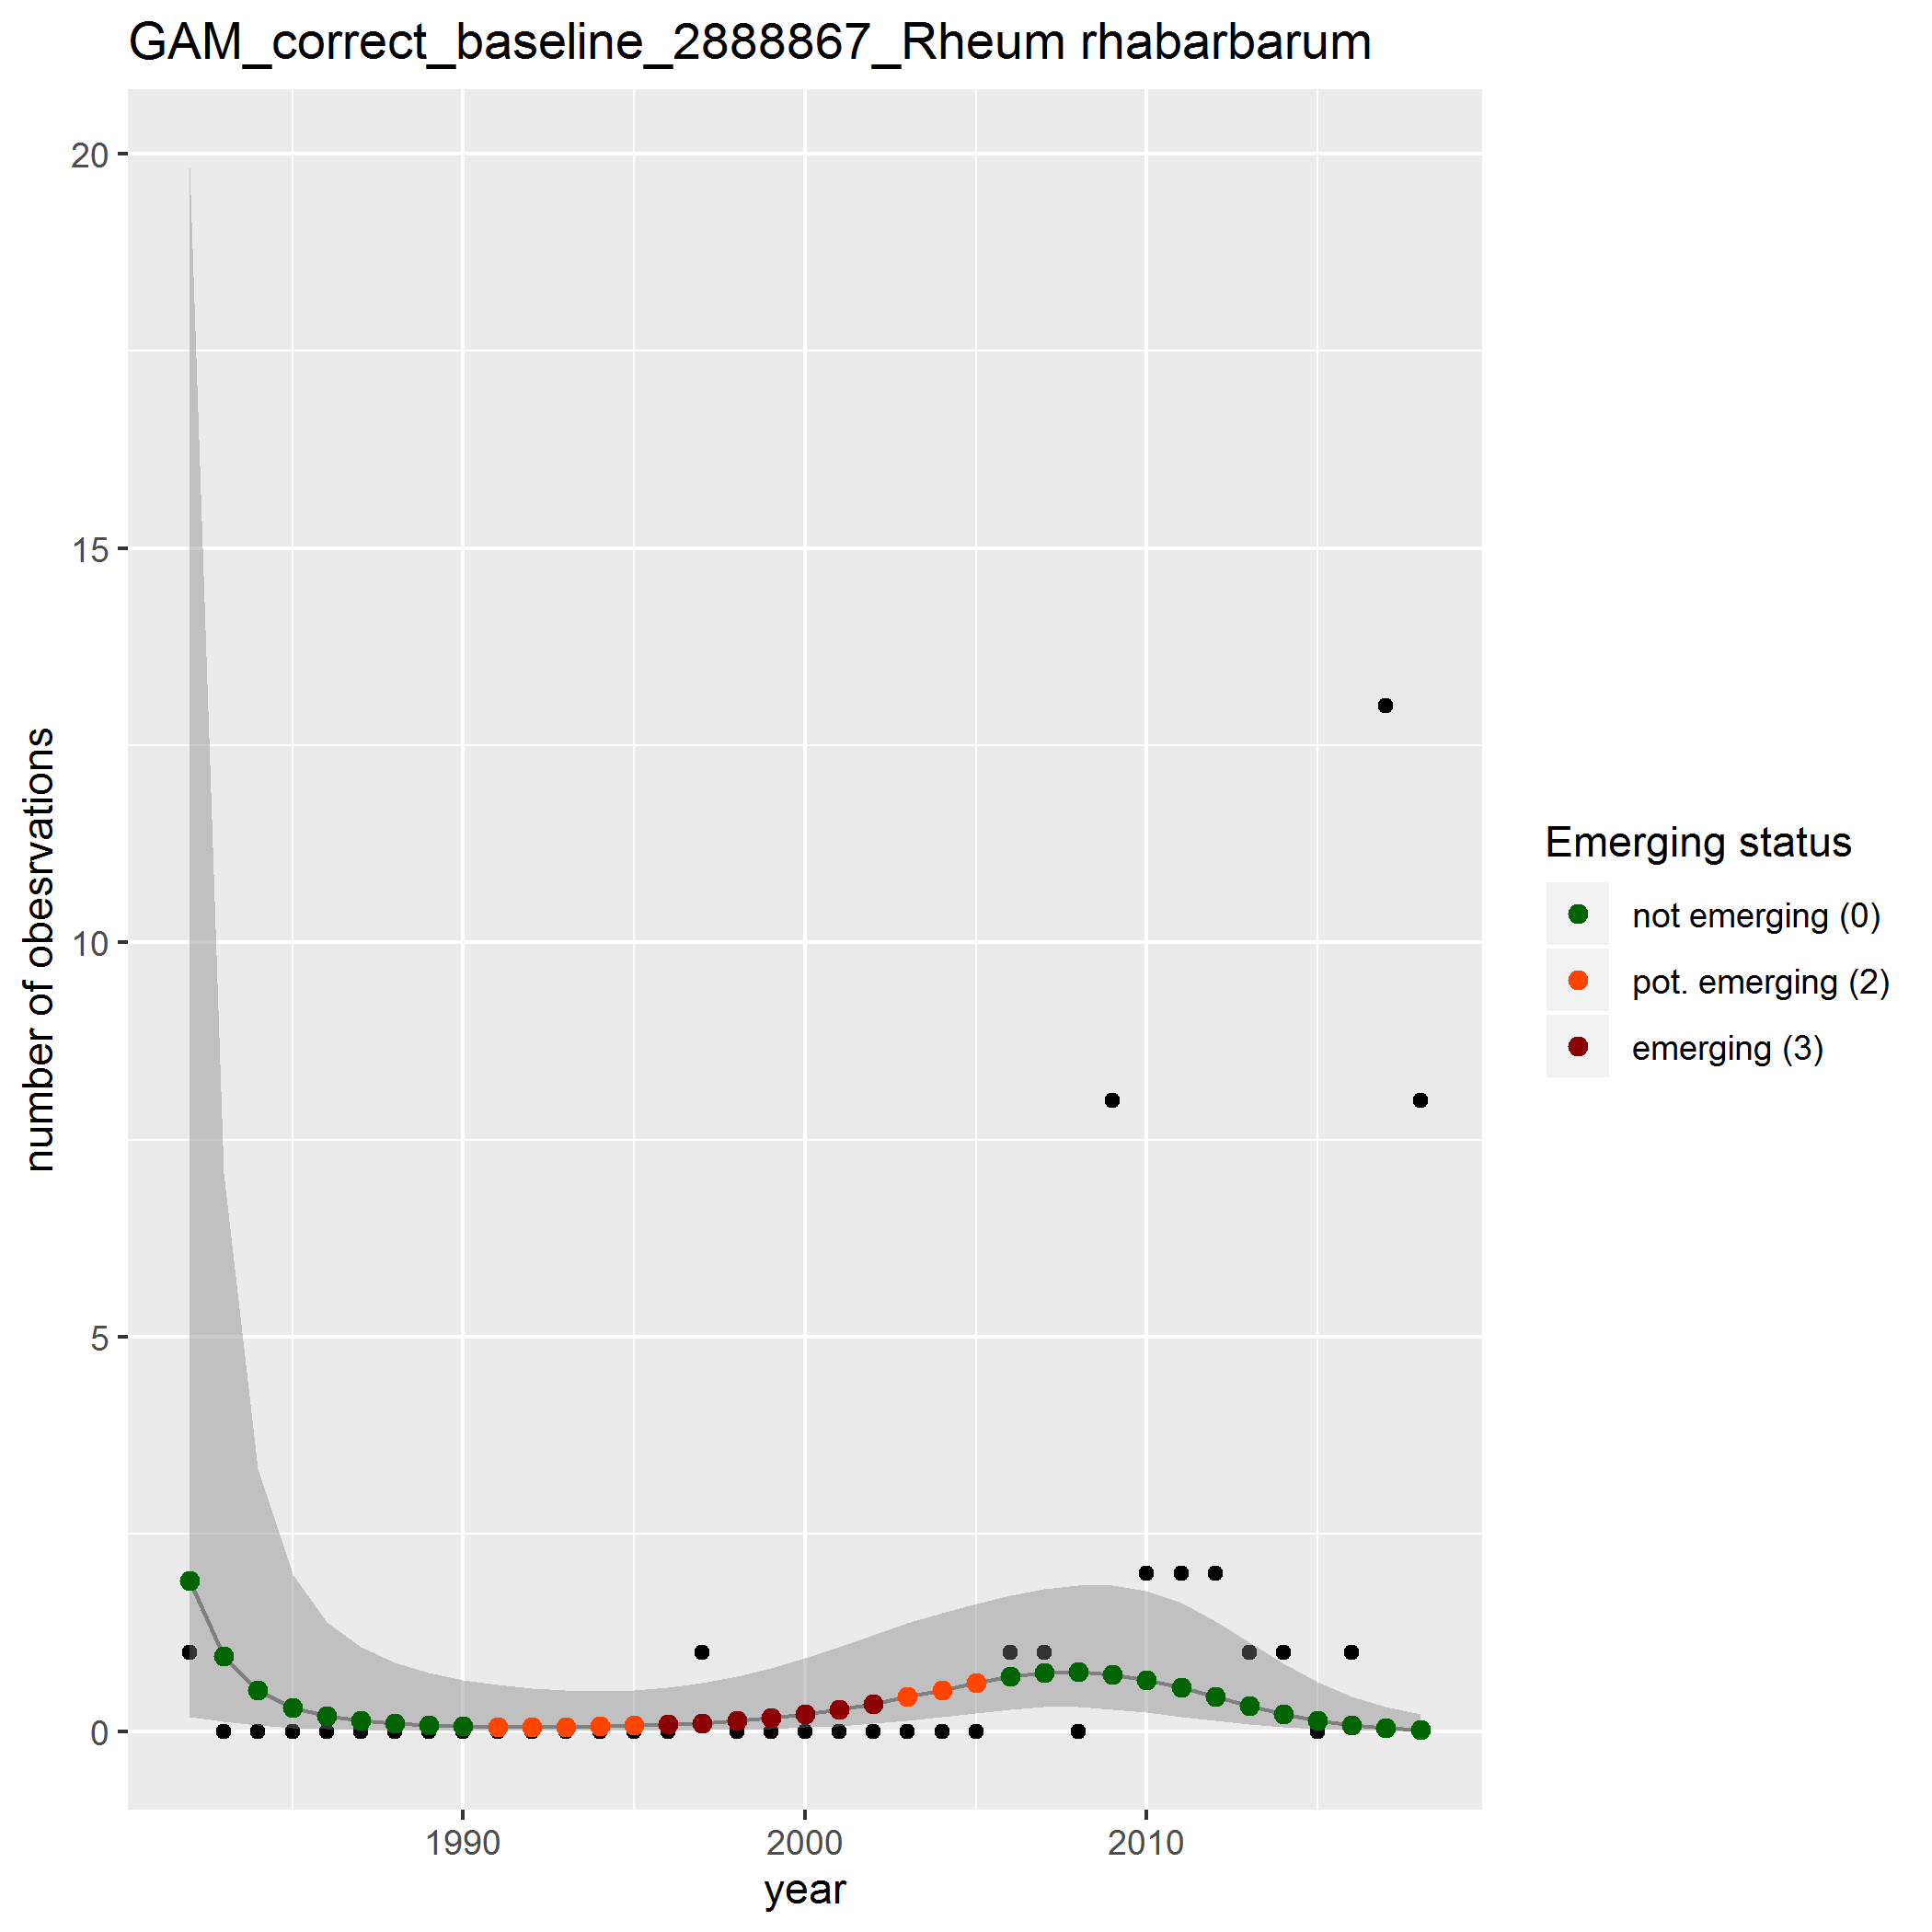 GAM_correct_baseline_2888867_Rheum rhabarbarum
20
15
10
5
0
number of obesrvations
1990
2000
2010
year
Emerging status
not emerging (0)
pot. emerging (2)
emerging (3)